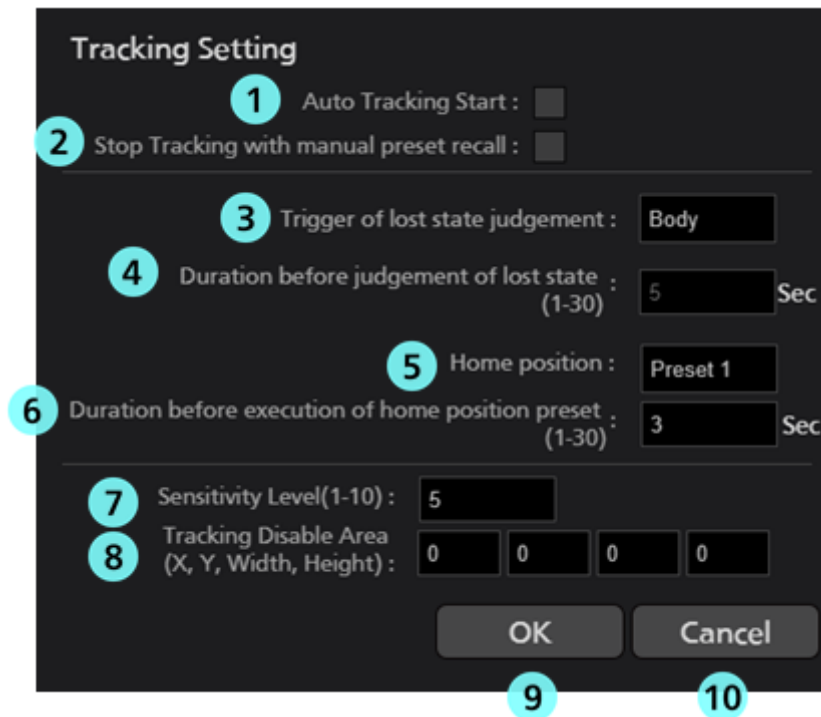 Tracking Setting
1 Auto Tracking Start :
2 Stop Tracking with manual preset recall :
3 Trigger of lost state judgement : Body
4 Duration before judgement of lost state
(1-30) : 5 Sec
5 Home position : Preset 1
6 Duration before execution of home position preset
(1-30) : 3 Sec
7 Sensitivity Level(1-10) : 5
8 Tracking Disable Area
(X, Y, Width, Height) : 0 0 0 0
OK Cancel
9 10